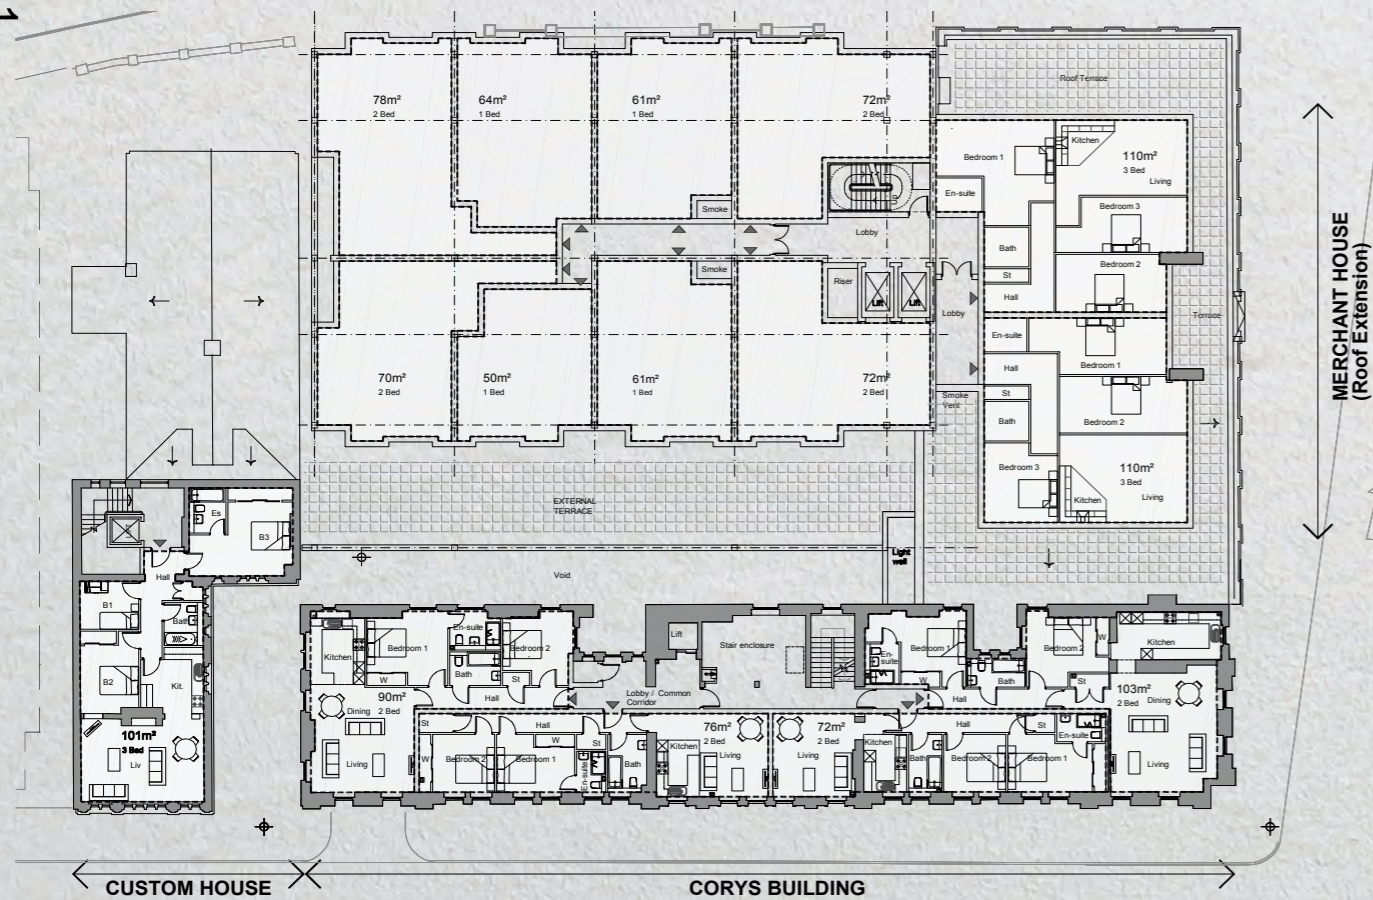 1
78m²
2 Bed
64m²
1 Bed
61m²
1 Bed
72m²
2 Bed
Smoke
Lobby
Smoke
Riser
Lift
Lift
70m²
2 Bed
50m²
1 Bed
61m²
1 Bed
72m²
2 Bed
Roof Terrace
Bedroom 1
Kitchen
110m²
3 Bed
Living
En-suite
Bedroom 3
Bath
Bedroom 2
St
Hall
Lobby
Terrace
En-suite
Bedroom 1
Hall
St
Smoke
Vent
Bath
Bedroom 2
Bedroom 3
110m²
3 Bed
Kitchen
Living
MERCHANT HOUSE
(Roof Extension)
EXTERNAL
TERRACE
Light
well
Void
Es
B3
Lift
Hall
B1
Bath
B2
Kit.
101m²
3 Bed
Liv
Kitchen
Bedroom 1
En-suite
Bedroom 2
Bath
W
St
Hall
90m²
2 Bed
Dining
Living
Lift
Stair enclosure
Lobby / Common
Corridor
St
Hall
W
St
W
Bedroom 2
Bedroom 1
En-suite
Bath
76m²
2 Bed
Kitchen
Living
72m²
2 Bed
Living
Kitchen
Bath
Hall
St
En-suite
Bedroom 2
Bedroom 1
En-
suite
Bedroom 1
W
Hall
Bath
Bedroom 2
W
St
Kitchen
103m²
2 Bed
Dining
Living
CUSTOM HOUSE
CORYS BUILDING